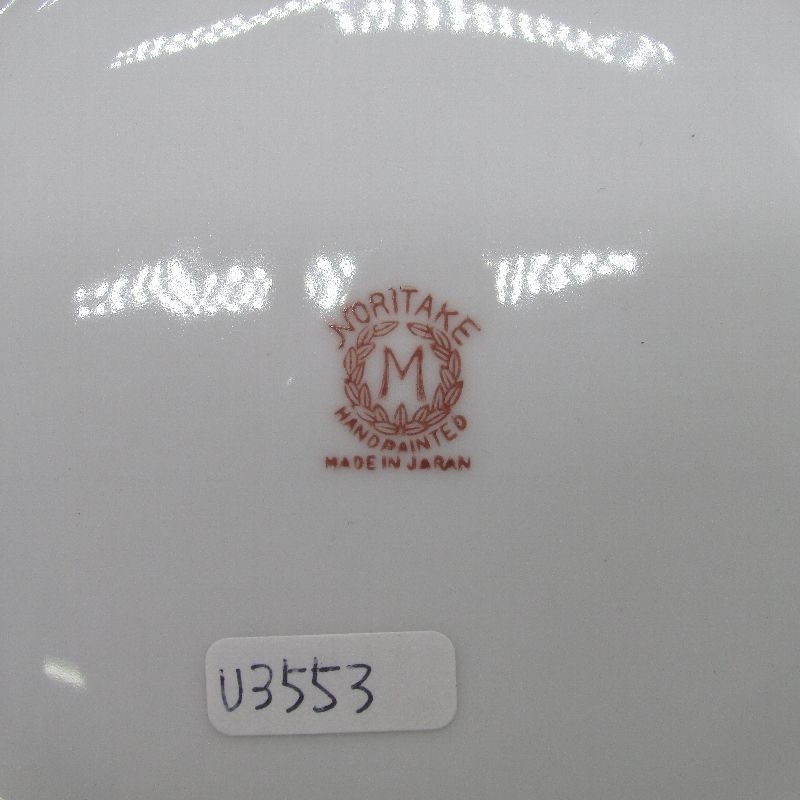 NORITAKE
M
HANDPAINTED
MADE IN JAPAN
U3553